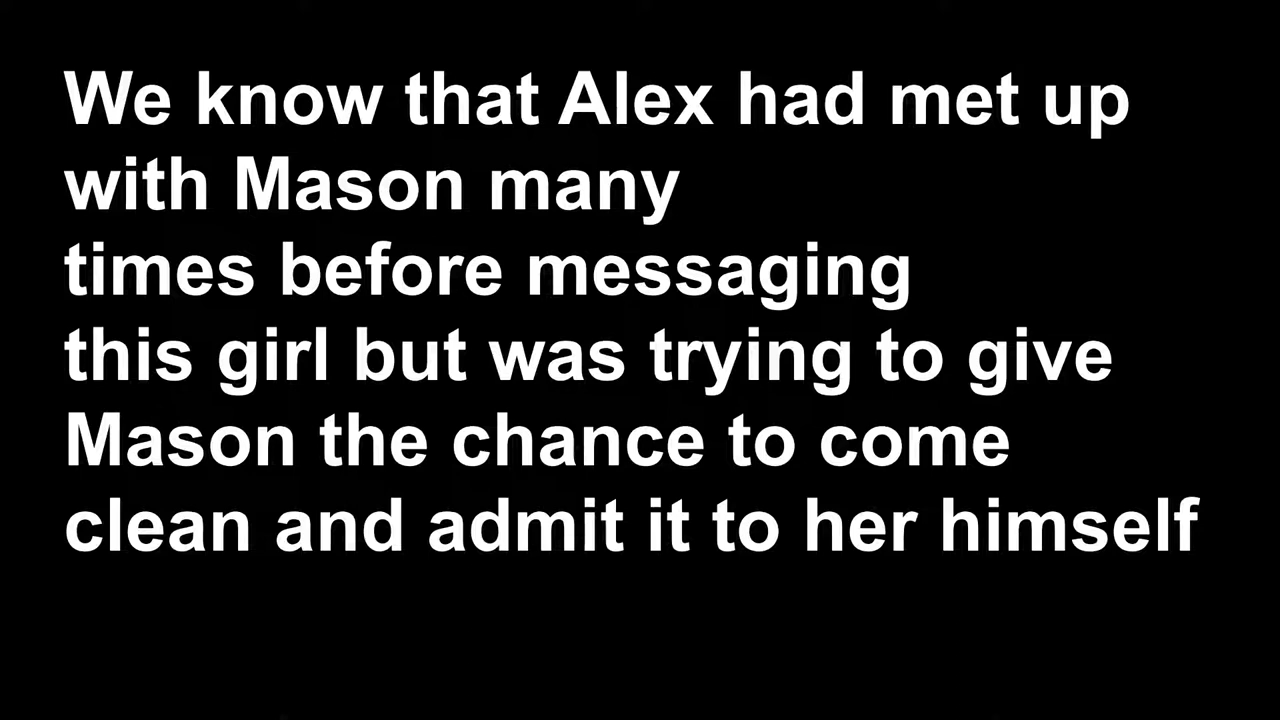 We know that Alex had met up
with Mason many
times before messaging
this girl but was trying to give
Mason the chance to come
clean and admit it to her himself